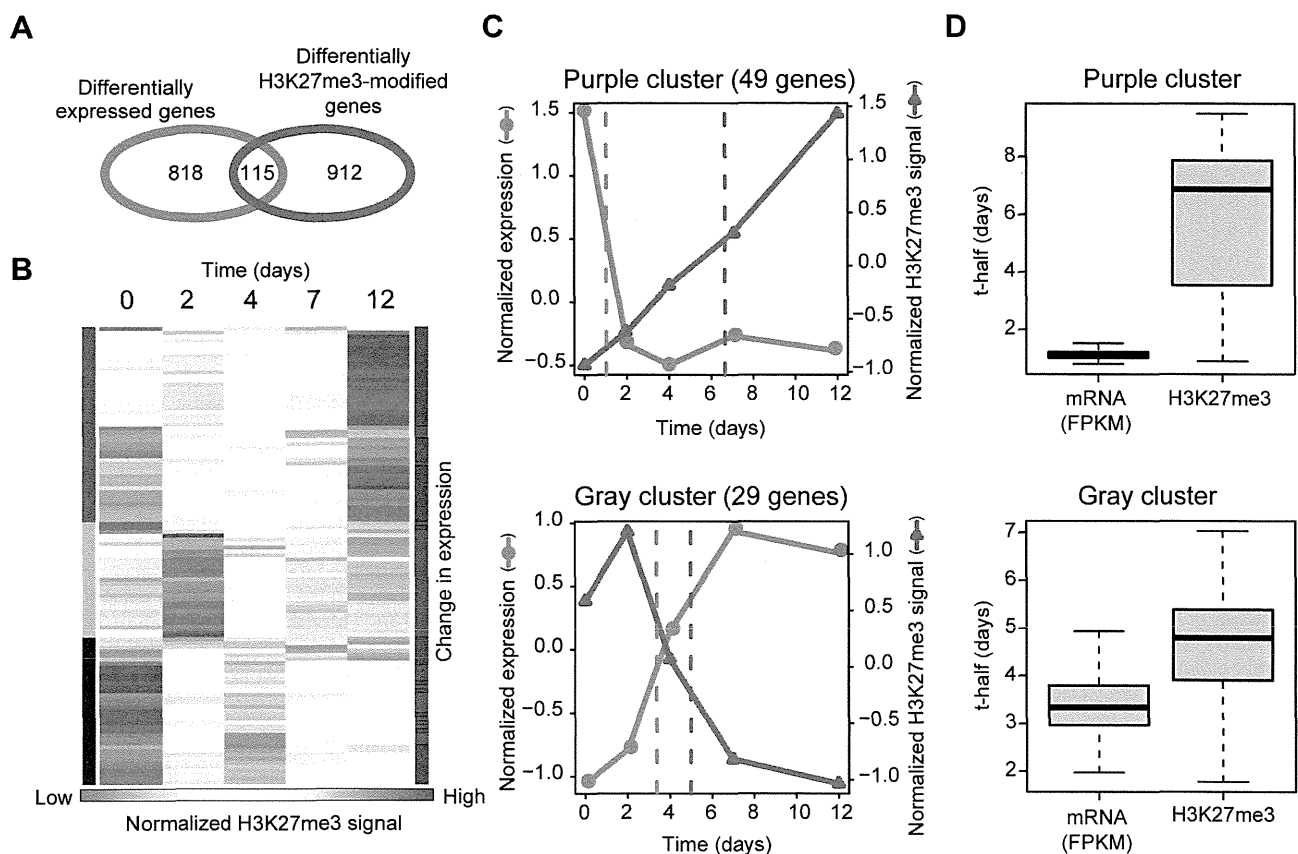 A
Differentially
expressed genes
Differentially
H3K27me3-modified
genes
818
115
912
B
Time (days)
0 2 4 7 12
Change in expression
Low
High
Normalized H3K27me3 signal
C
Purple cluster (49 genes)
Normalized expression
1.5
1.0
0.5
0.0
−0.5
Normalized H3K27me3 signal
1.5
1.0
0.5
0.0
−0.5
−1.0
0 2 4 6 8 10 12
Time (days)
Gray cluster (29 genes)
Normalized expression
1.0
0.5
0.0
−0.5
−1.0
Normalized H3K27me3 signal
1.0
0.5
0.0
−0.5
−1.0
0 2 4 6 8 10 12
Time (days)
D
Purple cluster
t-half (days)
8
6
4
2
mRNA
(FPKM)
H3K27me3
Gray cluster
t-half (days)
7
6
5
4
3
2
mRNA
(FPKM)
H3K27me3